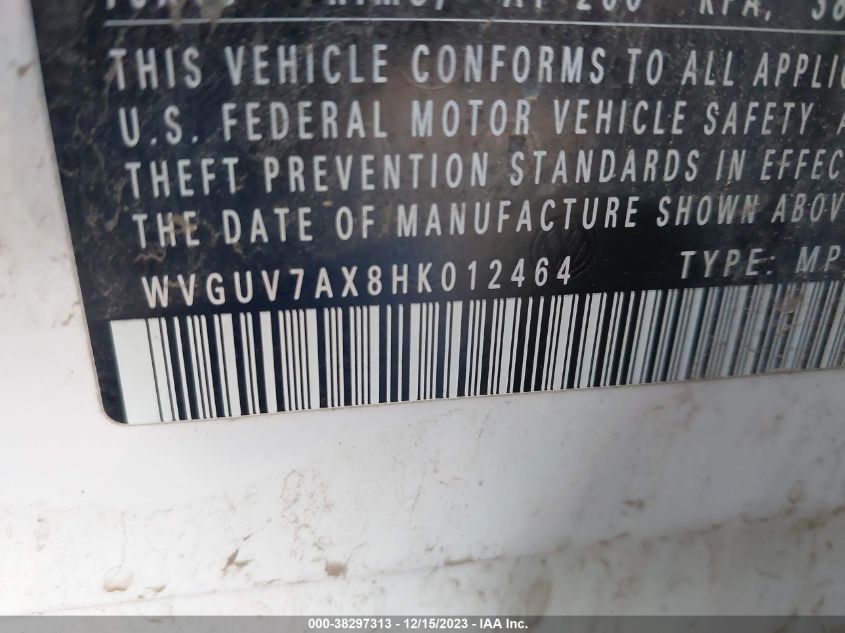 THIS VEHICLE CONFORMS TO ALL APPLI
U.S. FEDERAL MOTOR VEHICLE SAFETY, A
THEFT PREVENTION STANDARDS IN EFFEC
THE DATE OF MANUFACTURE SHOWN ABOV
WVGUV7AX8HK012464 TYPE: MP
000-38297313 - 12/15/2023 - IAA Inc.